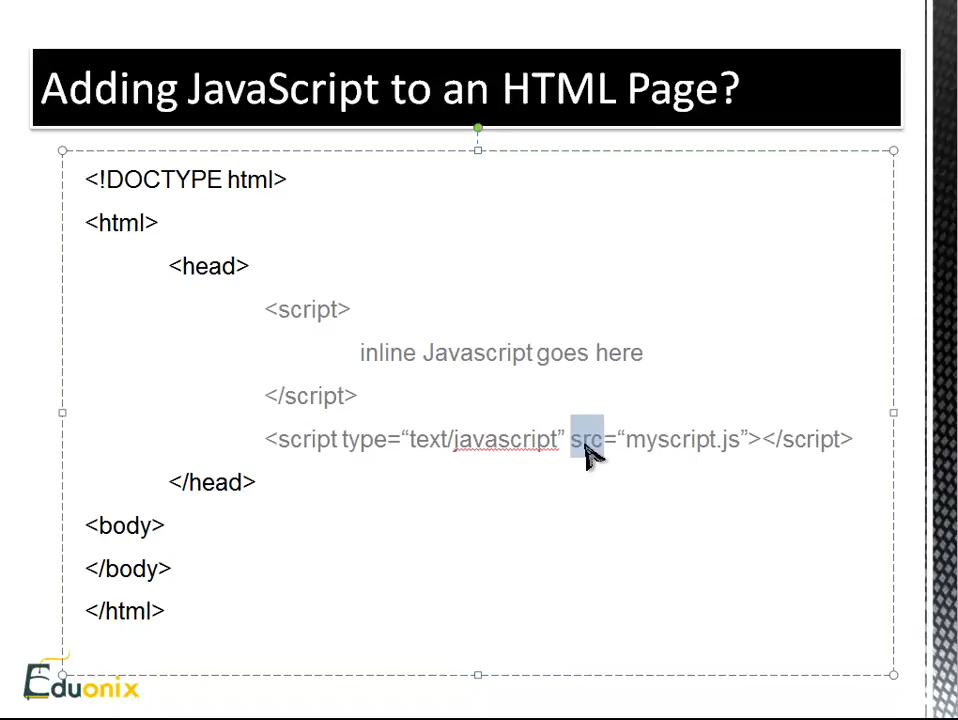 Adding JavaScript to an HTML Page?
<!DOCTYPE html>
<html>
<head>
<script>
inline Javascript goes here
</script>
<script type=“text/javascript” src=“myscript.js”></script>
</head>
<body>
</body>
</html>
Eduonix